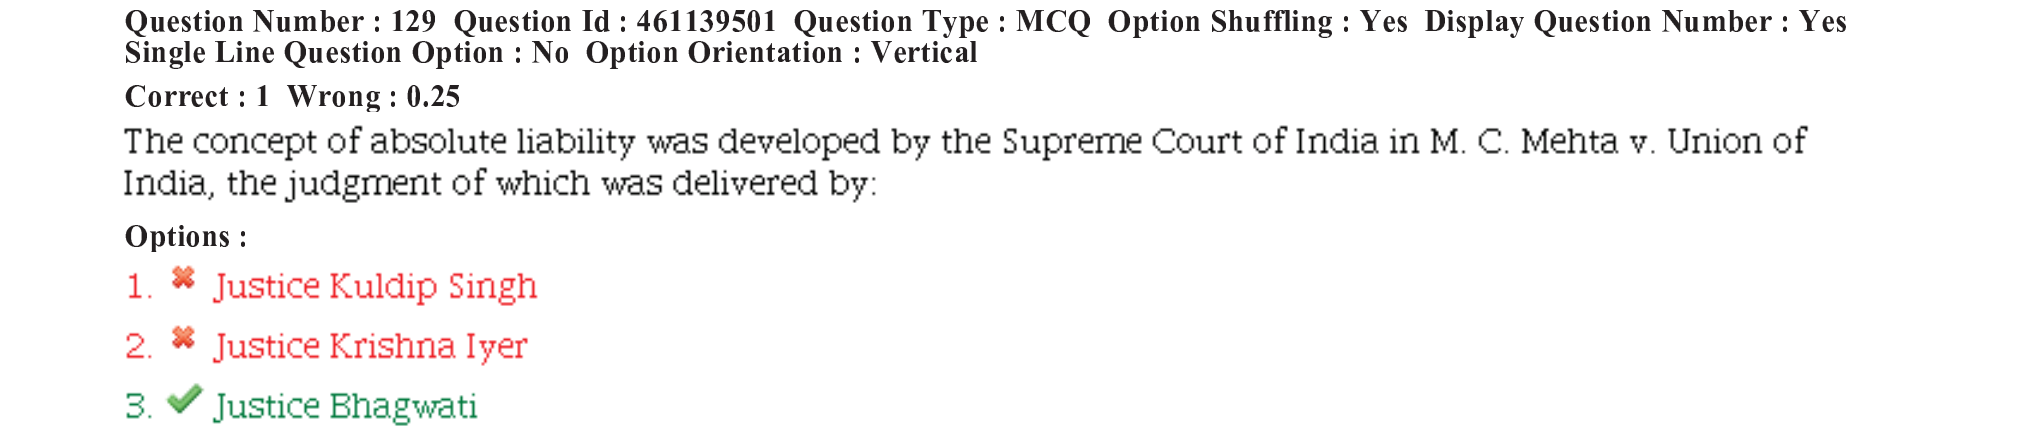 Question Number : 129 Question Id : 461139501 Question Type : MCQ Option Shuffling : Yes Display Question Number : Yes
Single Line Question Option : No Option Orientation : Vertical
Correct : 1 Wrong : 0.25
The concept of absolute liability was developed by the Supreme Court of India in M. C. Mehta v. Union of
India, the judgment of which was delivered by:
Options :
1. ✖ Justice Kuldip Singh
2. ✖ Justice Krishna Iyer
3. ✔ Justice Bhagwati